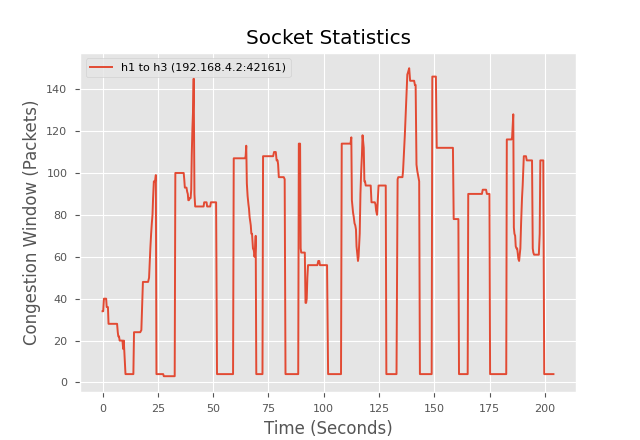 Socket Statistics
h1 to h3 (192.168.4.2:42161)
Congestion Window (Packets)
140
120
100
80
60
40
20
0
0 25 50 75 100 125 150 175 200
Time (Seconds)